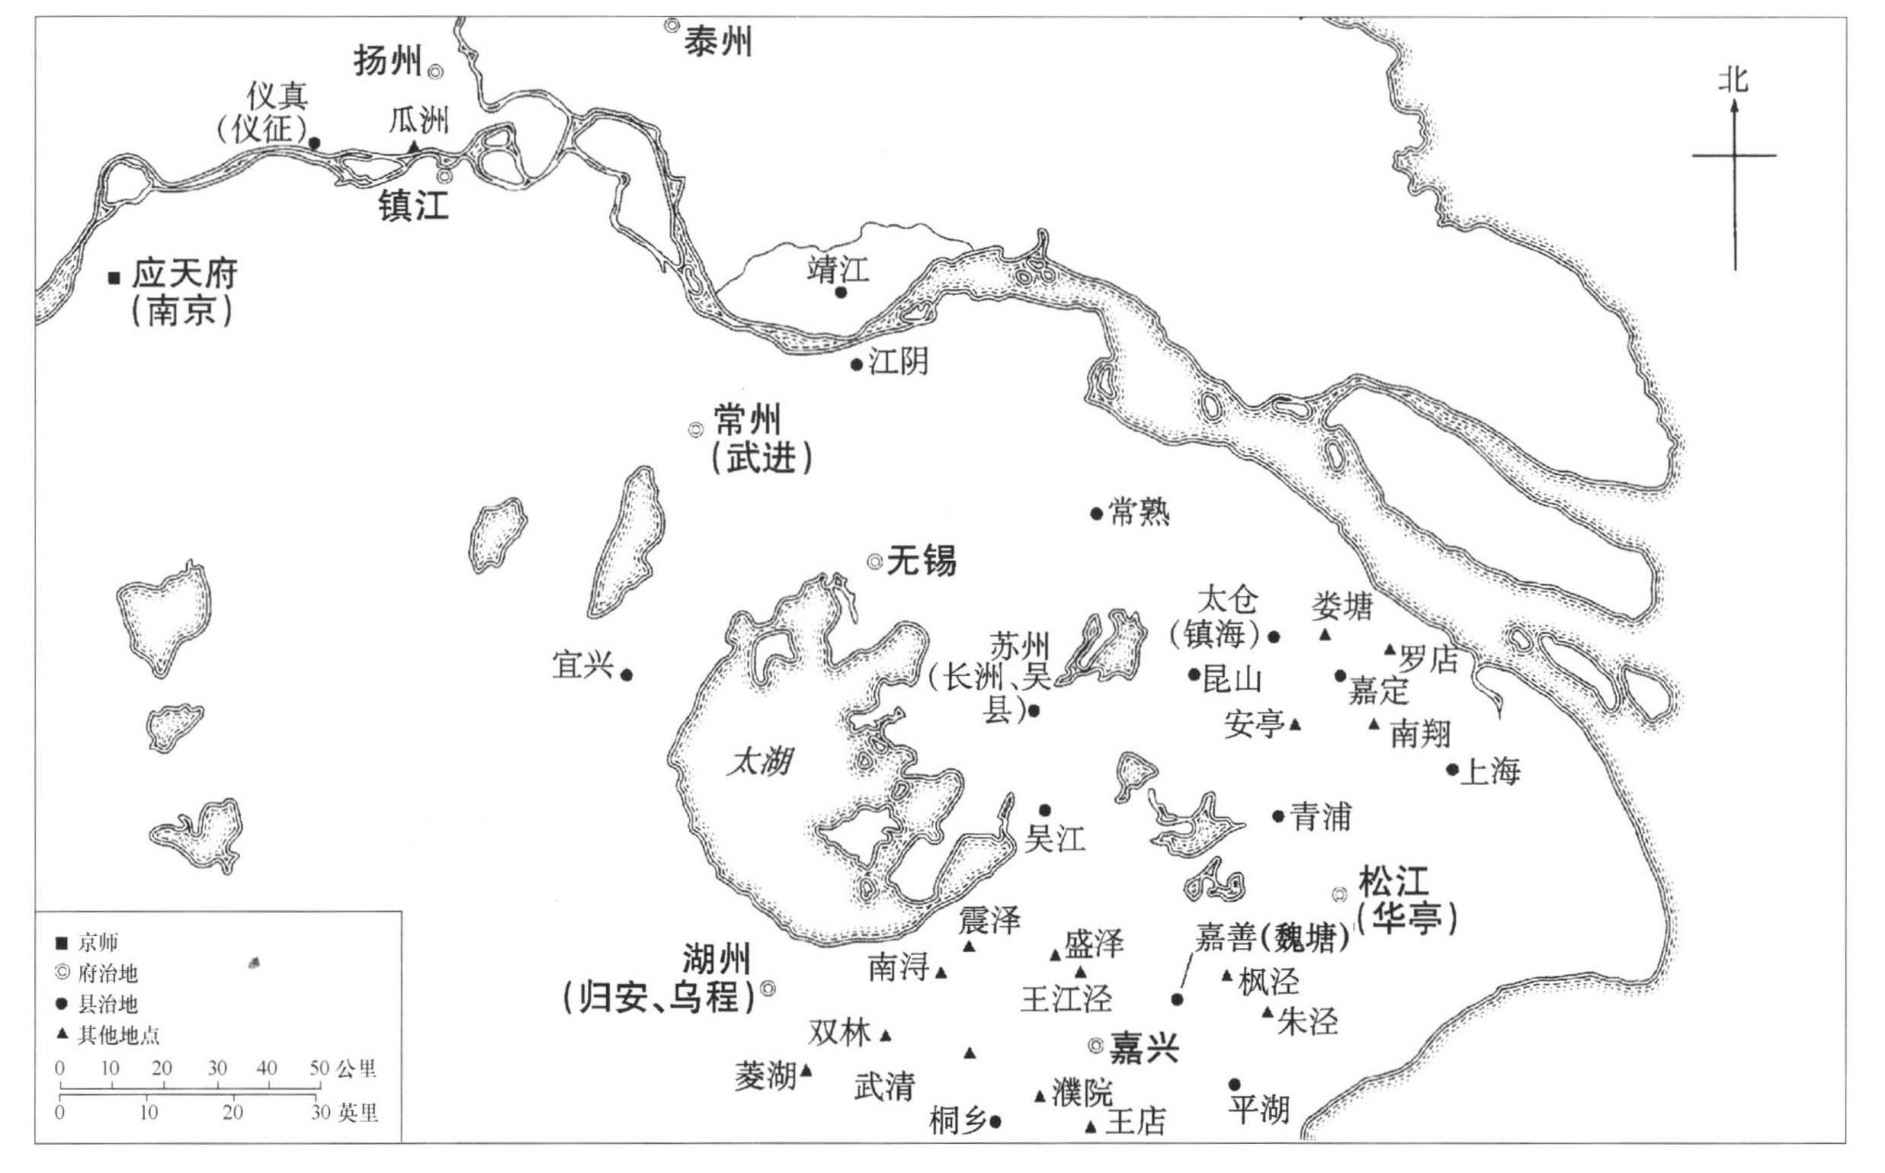 泰州
扬州
北
仪真
(仪征)
瓜洲
镇江
应天府
(南京)
靖江
江阴
常州
(武进)
常熟
无锡
太仓
(镇海)
娄塘
苏州
(长洲、吴
县)
宜兴
罗店
昆山
嘉定
安亭
南翔
太湖
上海
吴江
青浦
松江
(华亭)
震泽
盛泽
嘉善(魏塘)
湖州
(归安、乌程)
南浔
王江泾
枫泾
朱泾
双林
嘉兴
菱湖
武清
濮院
桐乡
王店
平湖
京师
府治地
县治地
其他地点
0 10 20 30 40 50 公里
0 10 20 30 英里